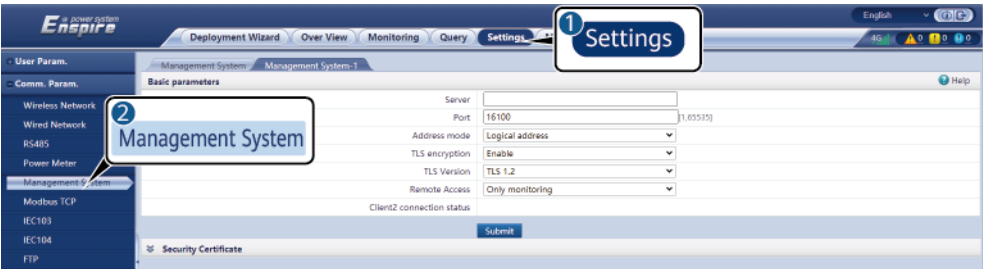 a power system
Enspire
English
Deployment Wizard Over View Monitoring Query Settings
4G 0 0 0
1
Settings
User Param.
Management System Management System-1
Comm. Param.
Basic parameters
Help
Wireless Network
Server
Wired Network
Port 16100 [1,65535]
2
Management System
RS485
Address mode Logical address
Power Meter
TLS encryption Enable
TLS Version TLS 1.2
Management System
Remote Access Only monitoring
Modbus TCP
Client2 connection status
IEC103
Submit
IEC104
Security Certificate
FTP